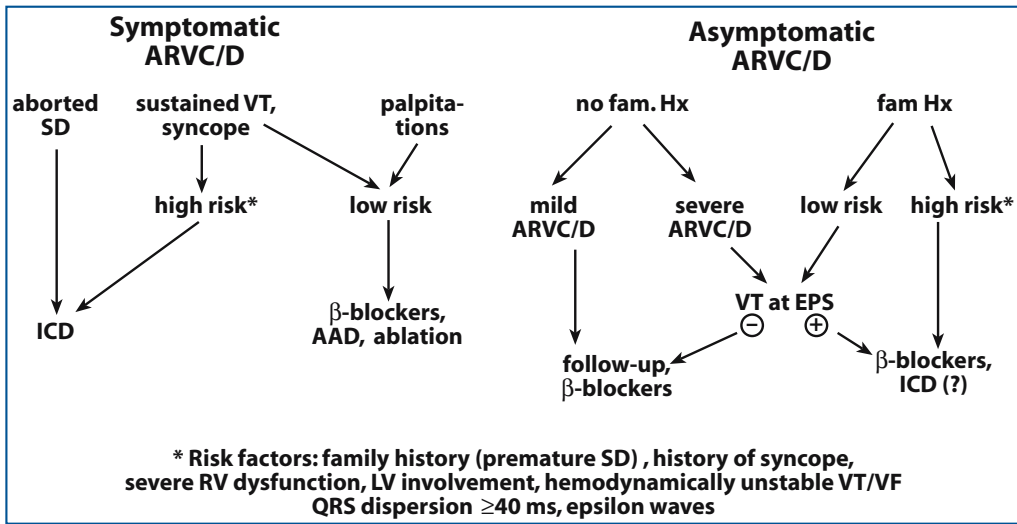 Symptomatic
ARVC/D
aborted
SD
sustained VT,
syncope
palpita-
tions
high risk*
low risk
ICD
β-blockers,
AAD, ablation
Asymptomatic
ARVC/D
no fam. Hx
fam Hx
mild
ARVC/D
severe
ARVC/D
low risk
high risk*
VT at EPS
− +
follow-up,
β-blockers
β-blockers,
ICD (?)
* Risk factors: family history (premature SD) , history of syncope,
severe RV dysfunction, LV involvement, hemodynamically unstable VT/VF
QRS dispersion ≥40 ms, epsilon waves